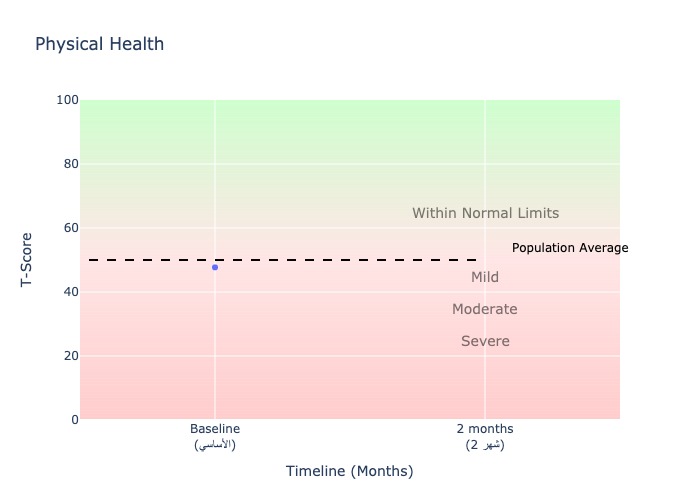 Physical Health
100
80
60
40
20
0
T-Score
Within Normal Limits
Population Average
Mild
Moderate
Severe
Baseline
(الأساسي)
2 months
(شهر 2)
Timeline (Months)